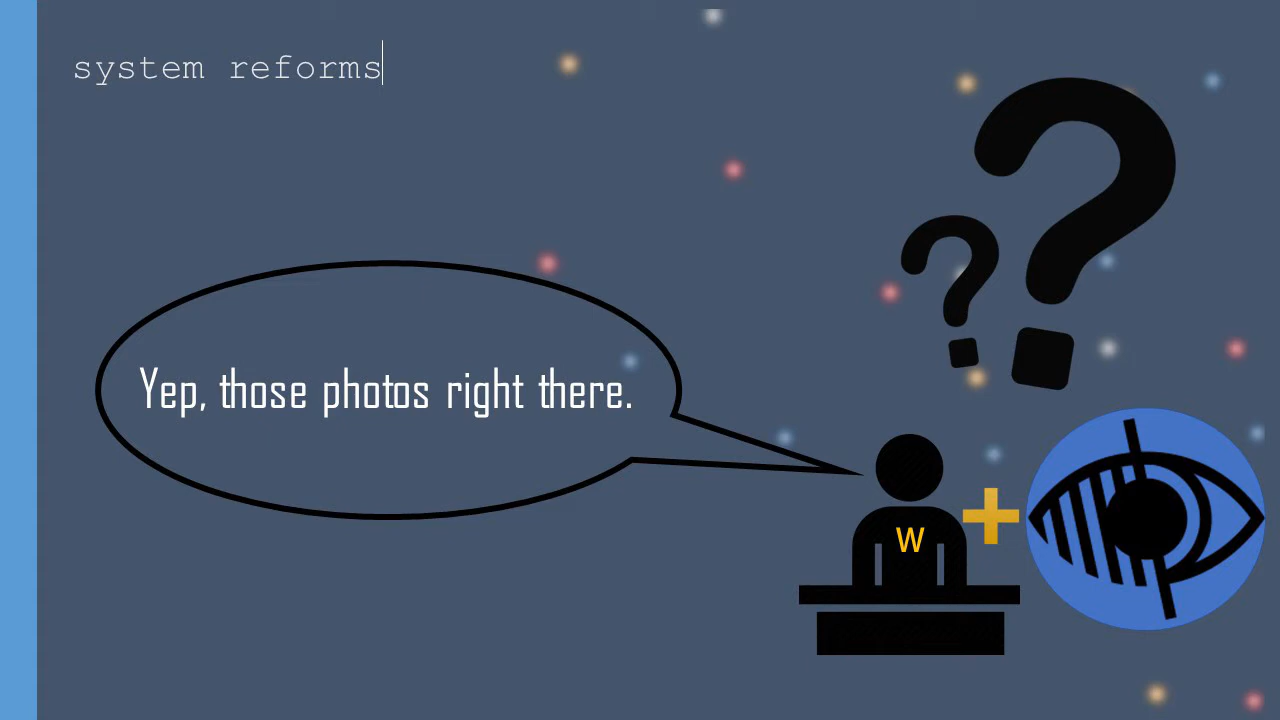 system reforms
Yep, those photos right there.
W